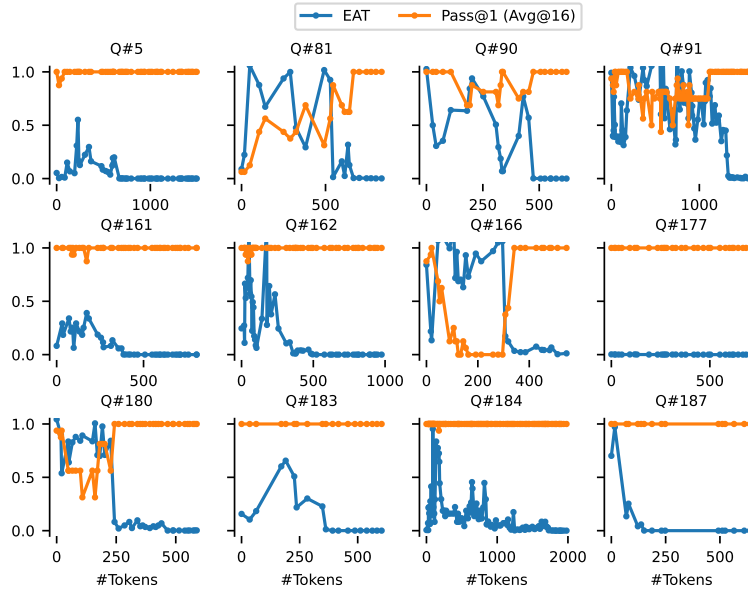 EAT Pass@1 (Avg@16)
Q#5 Q#81 Q#90 Q#91
1.0
0.5
0.0
0 1000 0 500 0 250 500 0 1000
Q#161 Q#162 Q#166 Q#177
1.0
0.5
0.0
0 500 0 500 1000 0 200 400 0 500
Q#180 Q#183 Q#184 Q#187
1.0
0.5
0.0
0 250 500 0 500 0 1000 2000 0 500
#Tokens #Tokens #Tokens #Tokens